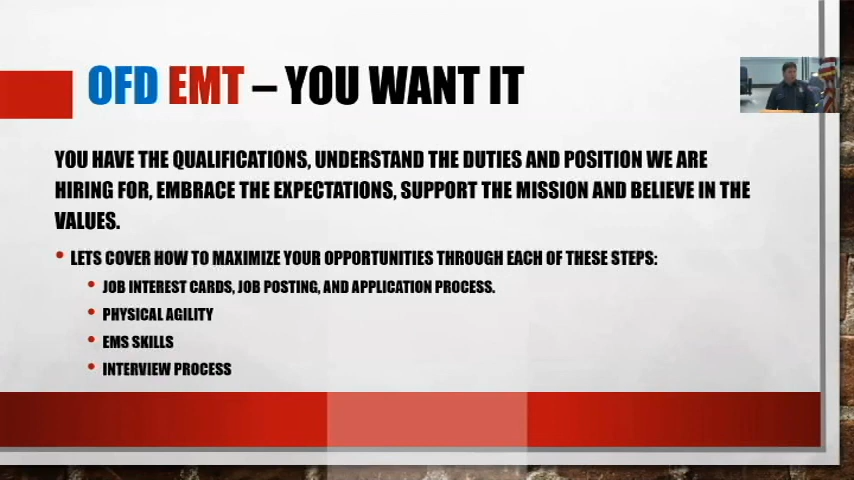 OFD EMT – YOU WANT IT
YOU HAVE THE QUALIFICATIONS, UNDERSTAND THE DUTIES AND POSITION WE ARE
HIRING FOR, EMBRACE THE EXPECTATIONS, SUPPORT THE MISSION AND BELIEVE IN THE
VALUES.
• LETS COVER HOW TO MAXIMIZE YOUR OPPORTUNITIES THROUGH EACH OF THESE STEPS:
• JOB INTEREST CARDS, JOB POSTING, AND APPLICATION PROCESS.
• PHYSICAL AGILITY
• EMS SKILLS
• INTERVIEW PROCESS